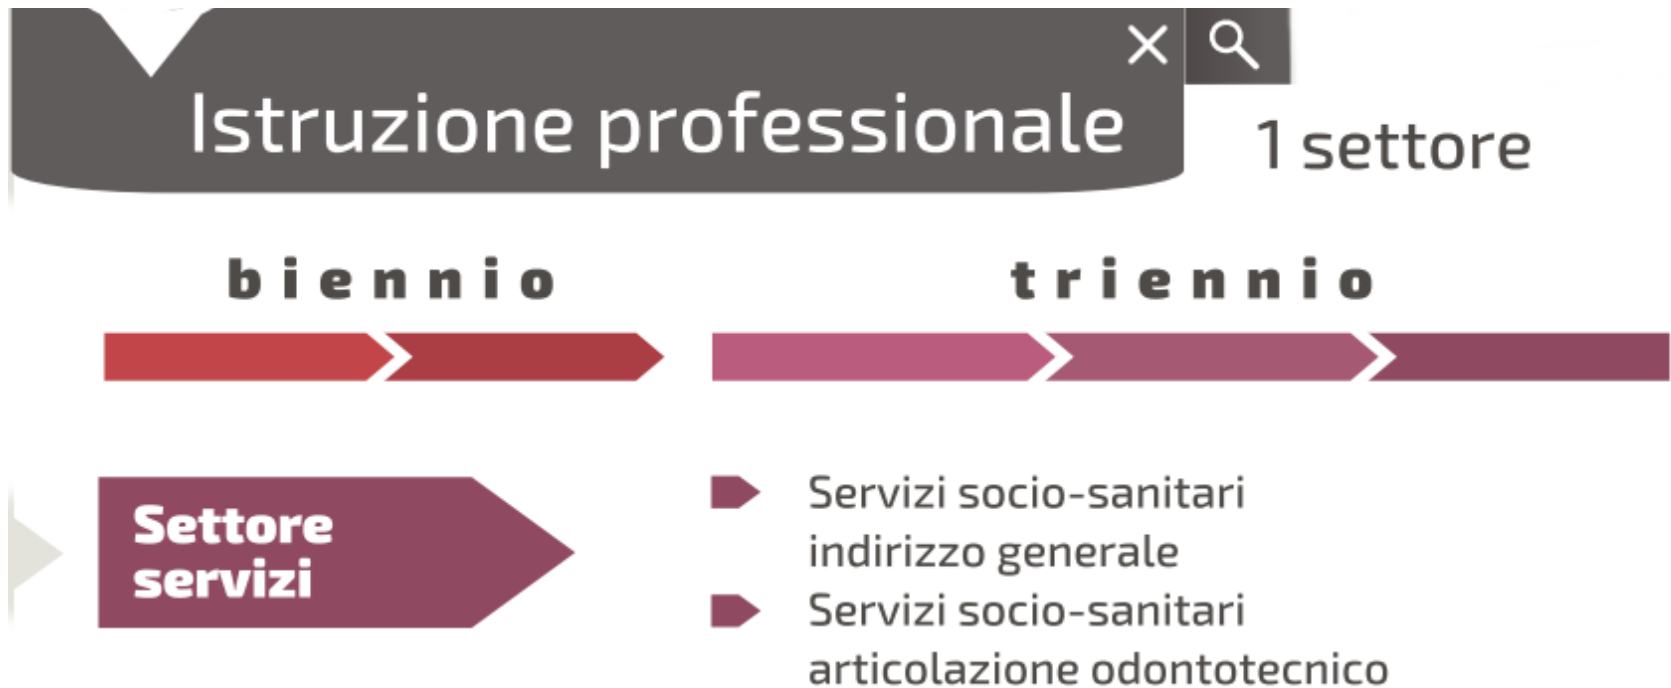 Istruzione professionale
1 settore
biennio
triennio
Settore
servizi
Servizi socio-sanitari
indirizzo generale
Servizi socio-sanitari
articolazione odontotecnico